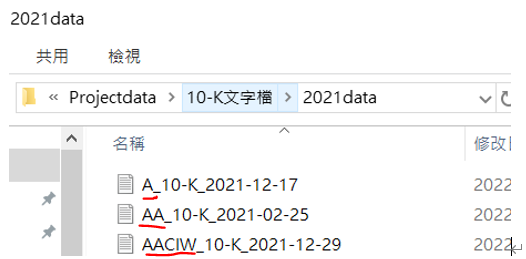 2021data
共用 檢視
« Projectdata > 10-K文字檔 > 2021data
名稱 修改日
A_10-K_2021-12-17 2022
AA_10-K_2021-02-25 2022
AACIW_10-K_2021-12-29 2022